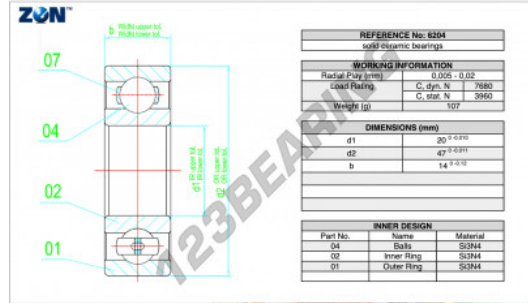 ZEN
b Width upper tol.
Width lower tol.
07
04
02
01
d1 IR upper tol.
IR lower tol.
d2 OR upper tol.
OR lower tol.
123BEARING
REFERENCE No: 6204
solid ceramic bearings
WORKING INFORMATION
Radial Play (mm) 0,005 - 0,02
Load Rating C, dyn. N 7680
C, stat. N 3960
Weight (g) 107
DIMENSIONS (mm)
d1 20 0 -0.010
d2 47 0 -0.011
b 14 0 -0.12
INNER DESIGN
Part No. Name Material
04 Balls Si3N4
02 Inner Ring Si3N4
01 Outer Ring Si3N4